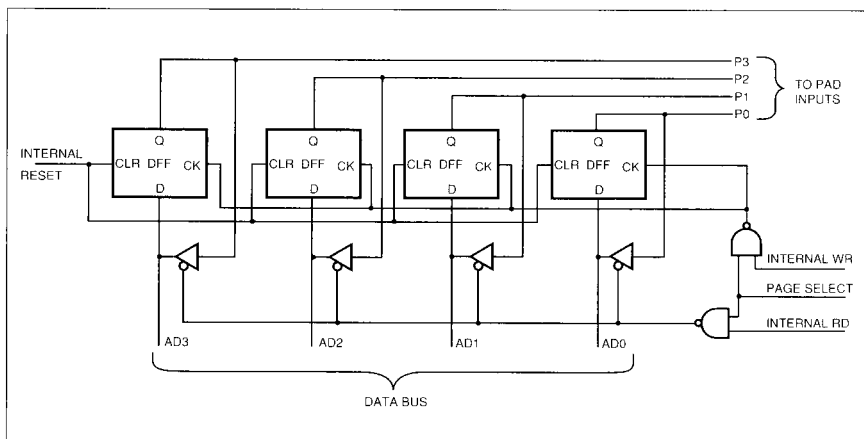 P3
P2
P1
P0
TO PAD
INPUTS
INTERNAL
RESET
Q
CLR DFF CK
D
Q
CLR DFF CK
D
Q
CLR DFF CK
D
Q
CLR DFF CK
D
INTERNAL WR
PAGE SELECT
INTERNAL RD
AD3
AD2
AD1
AD0
DATA BUS